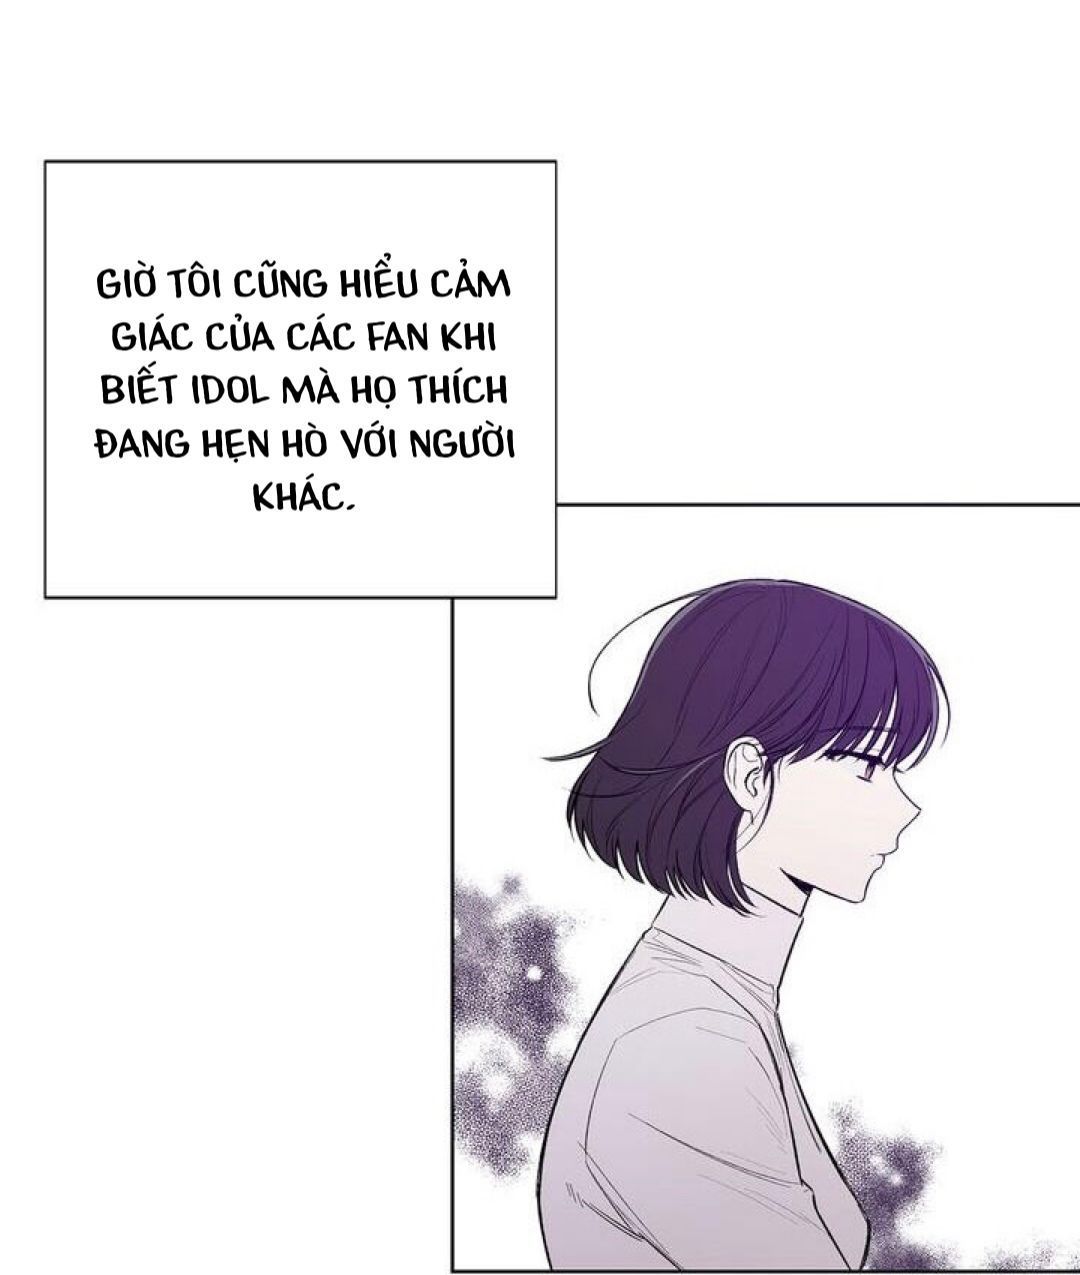 GIỜ TÔI CŨNG HIỂU CẢM
GIÁC CỦA CÁC FAN KHI
BIẾT IDOL MÀ HỌ THÍCH
ĐANG HẸN HÒ VỚI NGƯỜI
KHÁC.